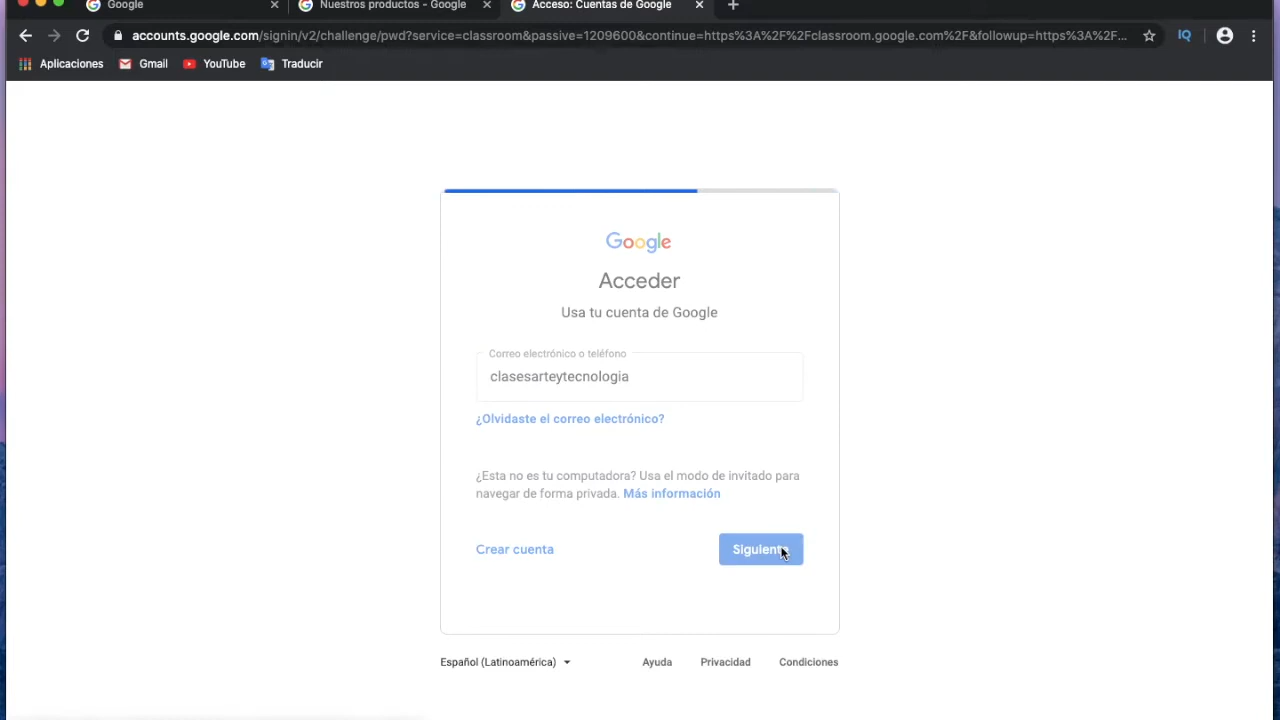 Google
Nuestros productos - Google
Acceso: Cuentas de Google
accounts.google.com/signin/v2/challenge/pwd?service=classroom&passive=1209600&continue=https%3A%2F%2Fclassroom.google.com%2F&followup=https%3A%2F...
IQ
Aplicaciones
Gmail
YouTube
Traducir
Google
Acceder
Usa tu cuenta de Google
Correo electrónico o teléfono
clasesarteytecnologia
¿Olvidaste el correo electrónico?
¿Esta no es tu computadora? Usa el modo de invitado para
navegar de forma privada. Más información
Crear cuenta
Siguiente
Español (Latinoamérica)
Ayuda
Privacidad
Condiciones